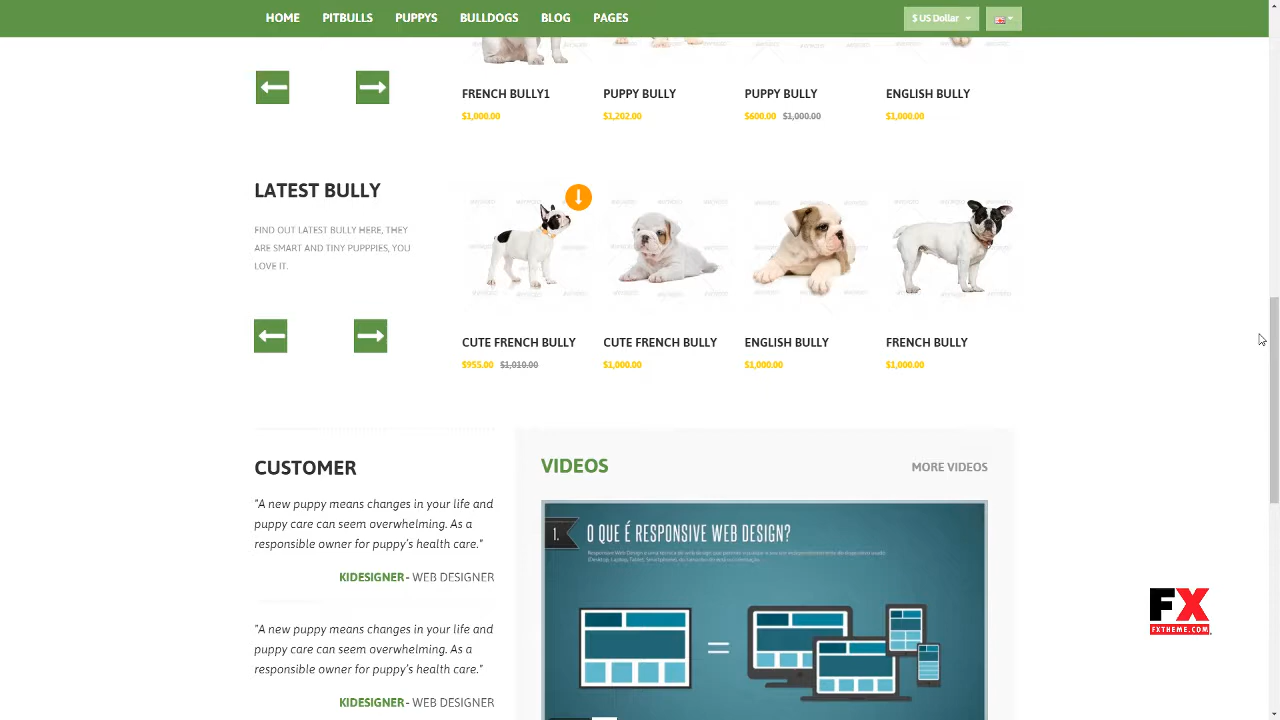 HOME PITBULLS PUPPYS BULLDOGS BLOG PAGES
$ US Dollar
FRENCH BULLY1 PUPPY BULLY PUPPY BULLY ENGLISH BULLY
$1,000.00 $1,202.00 $600.00 $1,000.00 $1,000.00
LATEST BULLY
FIND OUT LATEST BULLY HERE, THEY
ARE SMART AND TINY PUPPPIES, YOU
LOVE IT.
CUTE FRENCH BULLY CUTE FRENCH BULLY ENGLISH BULLY FRENCH BULLY
$955.00 $1,010.00 $1,000.00 $1,000.00 $1,000.00
CUSTOMER
"A new puppy means changes in your life and
puppy care can seem overwhelming. As a
responsible owner for puppy's health care."
KIDESIGNER - WEB DESIGNER
"A new puppy means changes in your life and
puppy care can seem overwhelming. As a
responsible owner for puppy's health care."
KIDESIGNER - WEB DESIGNER
VIDEOS MORE VIDEOS
1. O QUE É RESPONSIVE WEB DESIGN?
FX
FXTHEME.COM